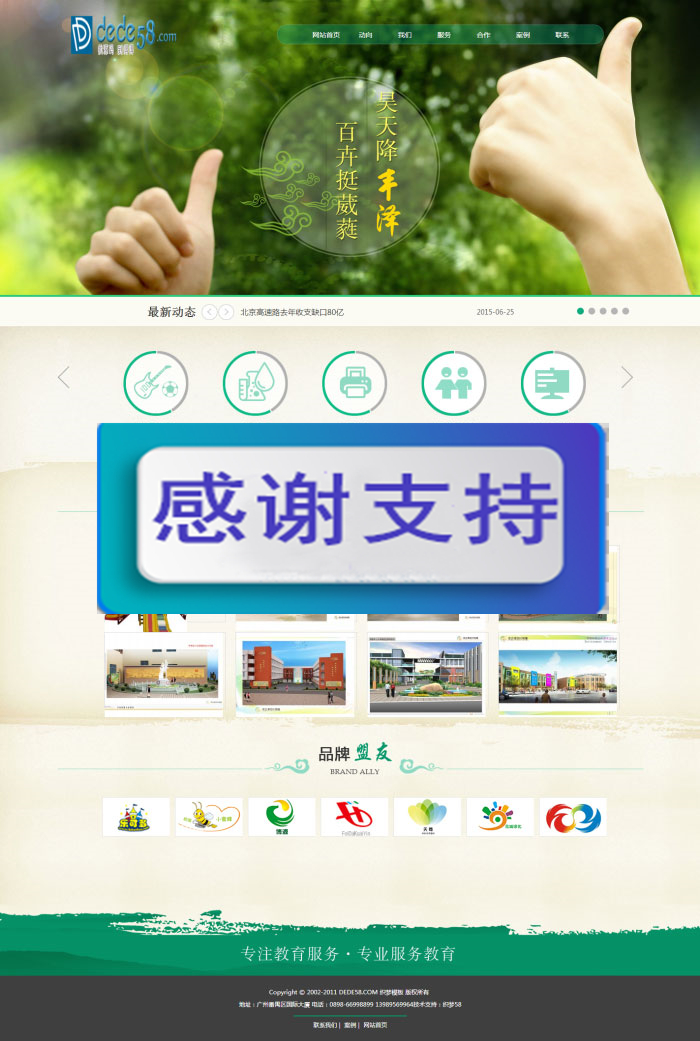 dede58.com
网站首页 动向 我们 服务 合作 案例 联系
昊天降丰泽
百卉挺葳蕤
最新动态 北京高速路去年收支缺口80亿 2015-06-25
感谢支持
品牌盟友
BRAND ALLY
专注教育服务·专业服务教育
Copyright © 2002-2011 DEDE58.COM 织梦模板 版权所有
地址：广州番禺区国际大厦 电话：0898-66998899 13989569964技术支持：织梦58
联系我们 | 案例 | 网站首页